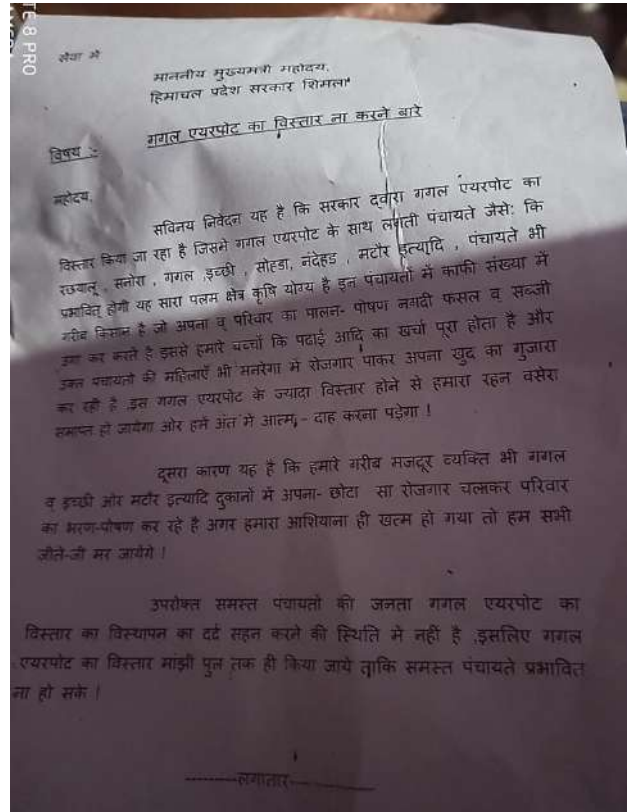 TE 8 PRO
सेवा में
माननीय मुख्यमंत्री महोदय,
हिमाचल प्रदेश सरकार शिमला
विषय :- गगल एयरपोट का विस्तार ना करने बारे
महोदय,
सविनय निवेदन यह है कि सरकार दवारा गगल एयरपोट का
विस्तार किया जा रहा है जिसमे गगल एयरपोट के साथ लगती पंचायते जैसे: कि
रछयालू , सनोरा , गगल इच्छी , सोहडा, नंदेहड , मटौर इत्यादि , पंचायते भी
प्रभावित होगी यह सारा पलम क्षेत्र कृषि योग्य है इन पंचायतों में काफी संख्या में
गरीब किसान है जो अपना व् परिवार का पालन- पोषण नगदी फसल व सब्जी
उगा कर करते है इससे हमारे बच्चों कि पढाई आदि का खर्चा पूरा होता है और
उक्त पंचायतो की महिलाएँ भी मनरेगा में रोजगार पाकर अपना खुद का गुजारा
कर रही है .इस गगल एयरपोट के ज्यादा विस्तार होने से हमारा रहन वसेरा
समाप्त हो जायेगा ओर हमें अंत में आत्म - दाह करना पड़ेगा !
दूसरा कारण यह है कि हमारे गरीब मजदूर व्यक्ति भी गगल
व इच्छी और मटौर इत्यादि दुकानों में अपना- छोटा सा रोजगार चलाकर परिवार
का भरण-पोषण कर रहे है अगर हमारा आशियाना ही खत्म हो गया तो हम सभी
जीते-जी मर जायेगे !
उपरोक्त समस्त पंचायतो की जनता गगल एयरपोट का
विस्तार का विस्थापन का दर्द सहन करने की स्थिति में नहीं है .इसलिए गगल
एयरपोट का विस्तार मांझी पुल तक ही किया जाये ताकि समस्त पंचायते प्रभावित
ना हो सके !
----------लगातार----------